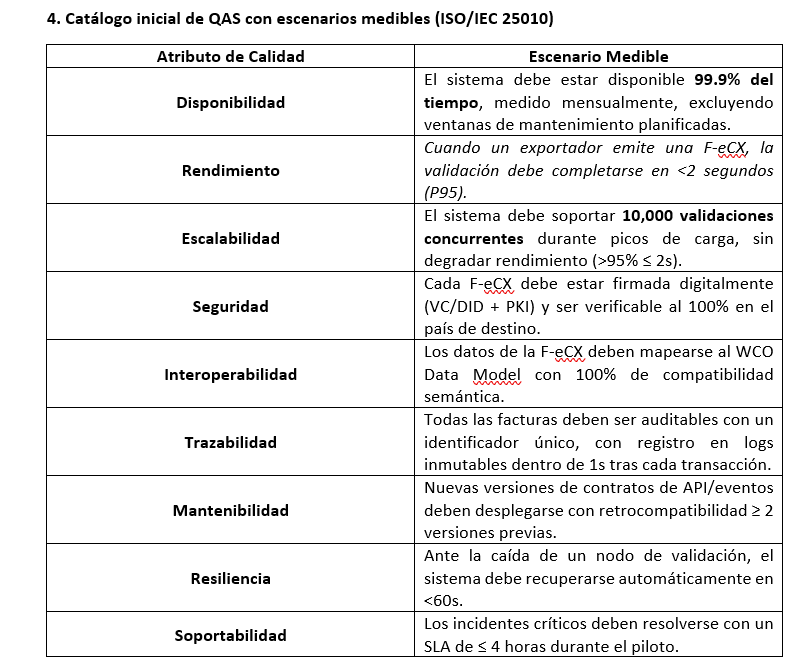 4. Catálogo inicial de QAS con escenarios medibles (ISO/IEC 25010)
Atributo de Calidad
Escenario Medible
Disponibilidad
El sistema debe estar disponible 99.9% del
tiempo, medido mensualmente, excluyendo
ventanas de mantenimiento planificadas.
Rendimiento
Cuando un exportador emite una F-eCX, la
validación debe completarse en <2 segundos
(P95).
Escalabilidad
El sistema debe soportar 10,000 validaciones
concurrentes durante picos de carga, sin
degradar rendimiento (>95% ≤ 2s).
Seguridad
Cada F-eCX debe estar firmada digitalmente
(VC/DID + PKI) y ser verificable al 100% en el
país de destino.
Interoperabilidad
Los datos de la F-eCX deben mapearse al WCO
Data Model con 100% de compatibilidad
semántica.
Trazabilidad
Todas las facturas deben ser auditables con un
identificador único, con registro en logs
inmutables dentro de 1s tras cada transacción.
Mantenibilidad
Nuevas versiones de contratos de API/eventos
deben desplegarse con retrocompatibilidad ≥ 2
versiones previas.
Resiliencia
Ante la caída de un nodo de validación, el
sistema debe recuperarse automáticamente en
<60s.
Soportabilidad
Los incidentes críticos deben resolverse con un
SLA de ≤ 4 horas durante el piloto.